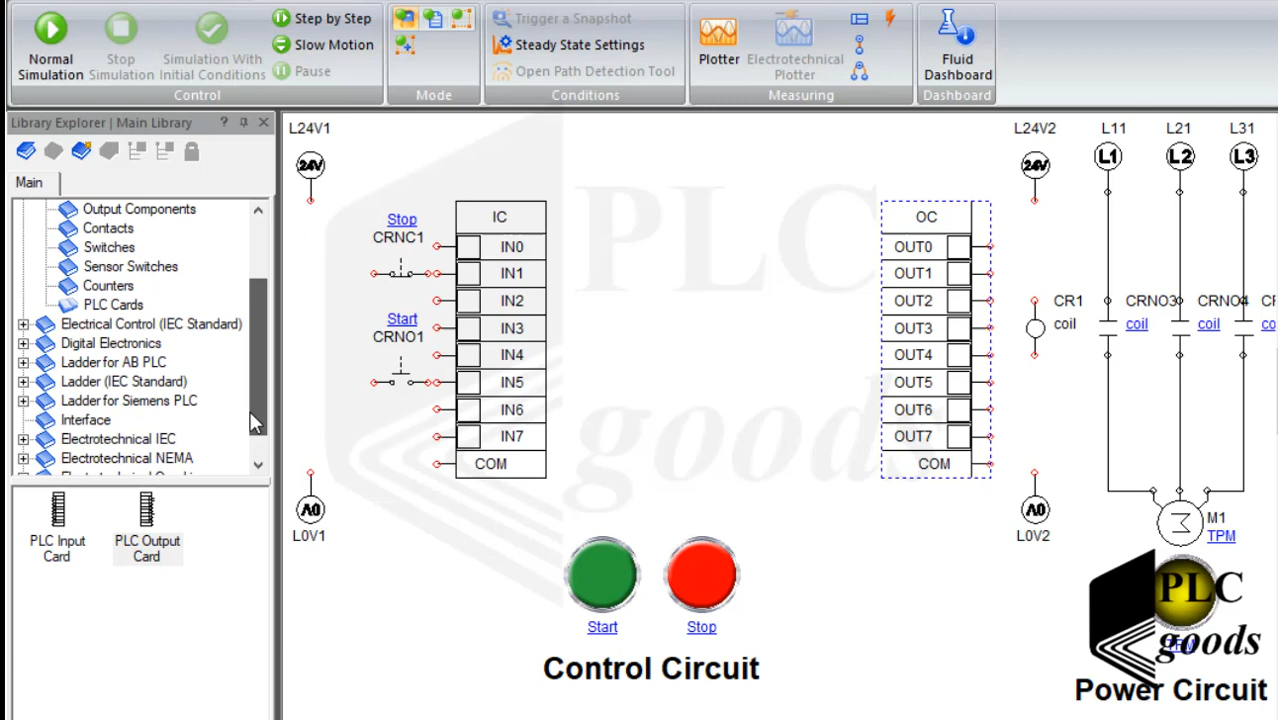 Normal Simulation
Stop Simulation
Simulation With Initial Conditions
Step by Step
Slow Motion
Pause
Control
Mode
Trigger a Snapshot
Steady State Settings
Open Path Detection Tool
Conditions
Plotter
Electrotechnical Plotter
Measuring
Fluid Dashboard
Dashboard
Library Explorer | Main Library
Main
Output Components
Contacts
Switches
Sensor Switches
Counters
PLC Cards
Electrical Control (IEC Standard)
Digital Electronics
Ladder for AB PLC
Ladder (IEC Standard)
Ladder for Siemens PLC
Interface
Electrotechnical IEC
Electrotechnical NEMA
PLC Input Card
PLC Output Card
L24V1
24V
Stop
CRNC1
Start
CRNO1
0V
L0V1
IC
IN0
IN1
IN2
IN3
IN4
IN5
IN6
IN7
COM
PLC
goods
OC
OUT0
OUT1
OUT2
OUT3
OUT4
OUT5
OUT6
OUT7
COM
L24V2
24V
CR1
coil
0V
L0V2
L11
L21
L31
L1
L2
L3
CRNO3
coil
CRNO4
coil
M1
TPM
Start
Stop
Control Circuit
PLC
goods
Power Circuit